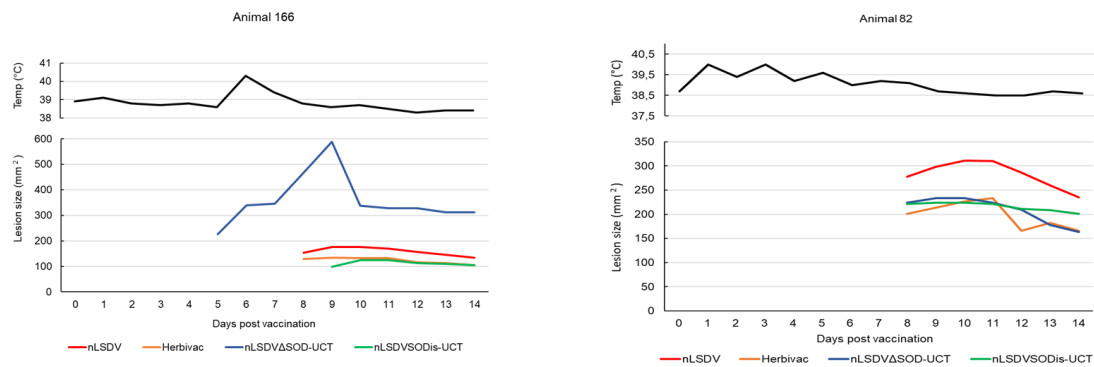 Animal 166
Temp (°C)
41
40
39
38
Lesion size (mm 2 )
600
500
400
300
200
100
0
0 1 2 3 4 5 6 7 8 9 10 11 12 13 14
Days post vaccination
nLSDV Herbivac nLSDVΔSOD-UCT nLSDVSODis-UCT
Animal 82
Temp (°C)
40,5
39,5
38,5
37,5
Lesion size (mm 2 )
350
300
250
200
150
100
50
0
0 1 2 3 4 5 6 7 8 9 10 11 12 13 14
Days post vaccination
nLSDV Herbivac nLSDVΔSOD-UCT nLSDVSODis-UCT